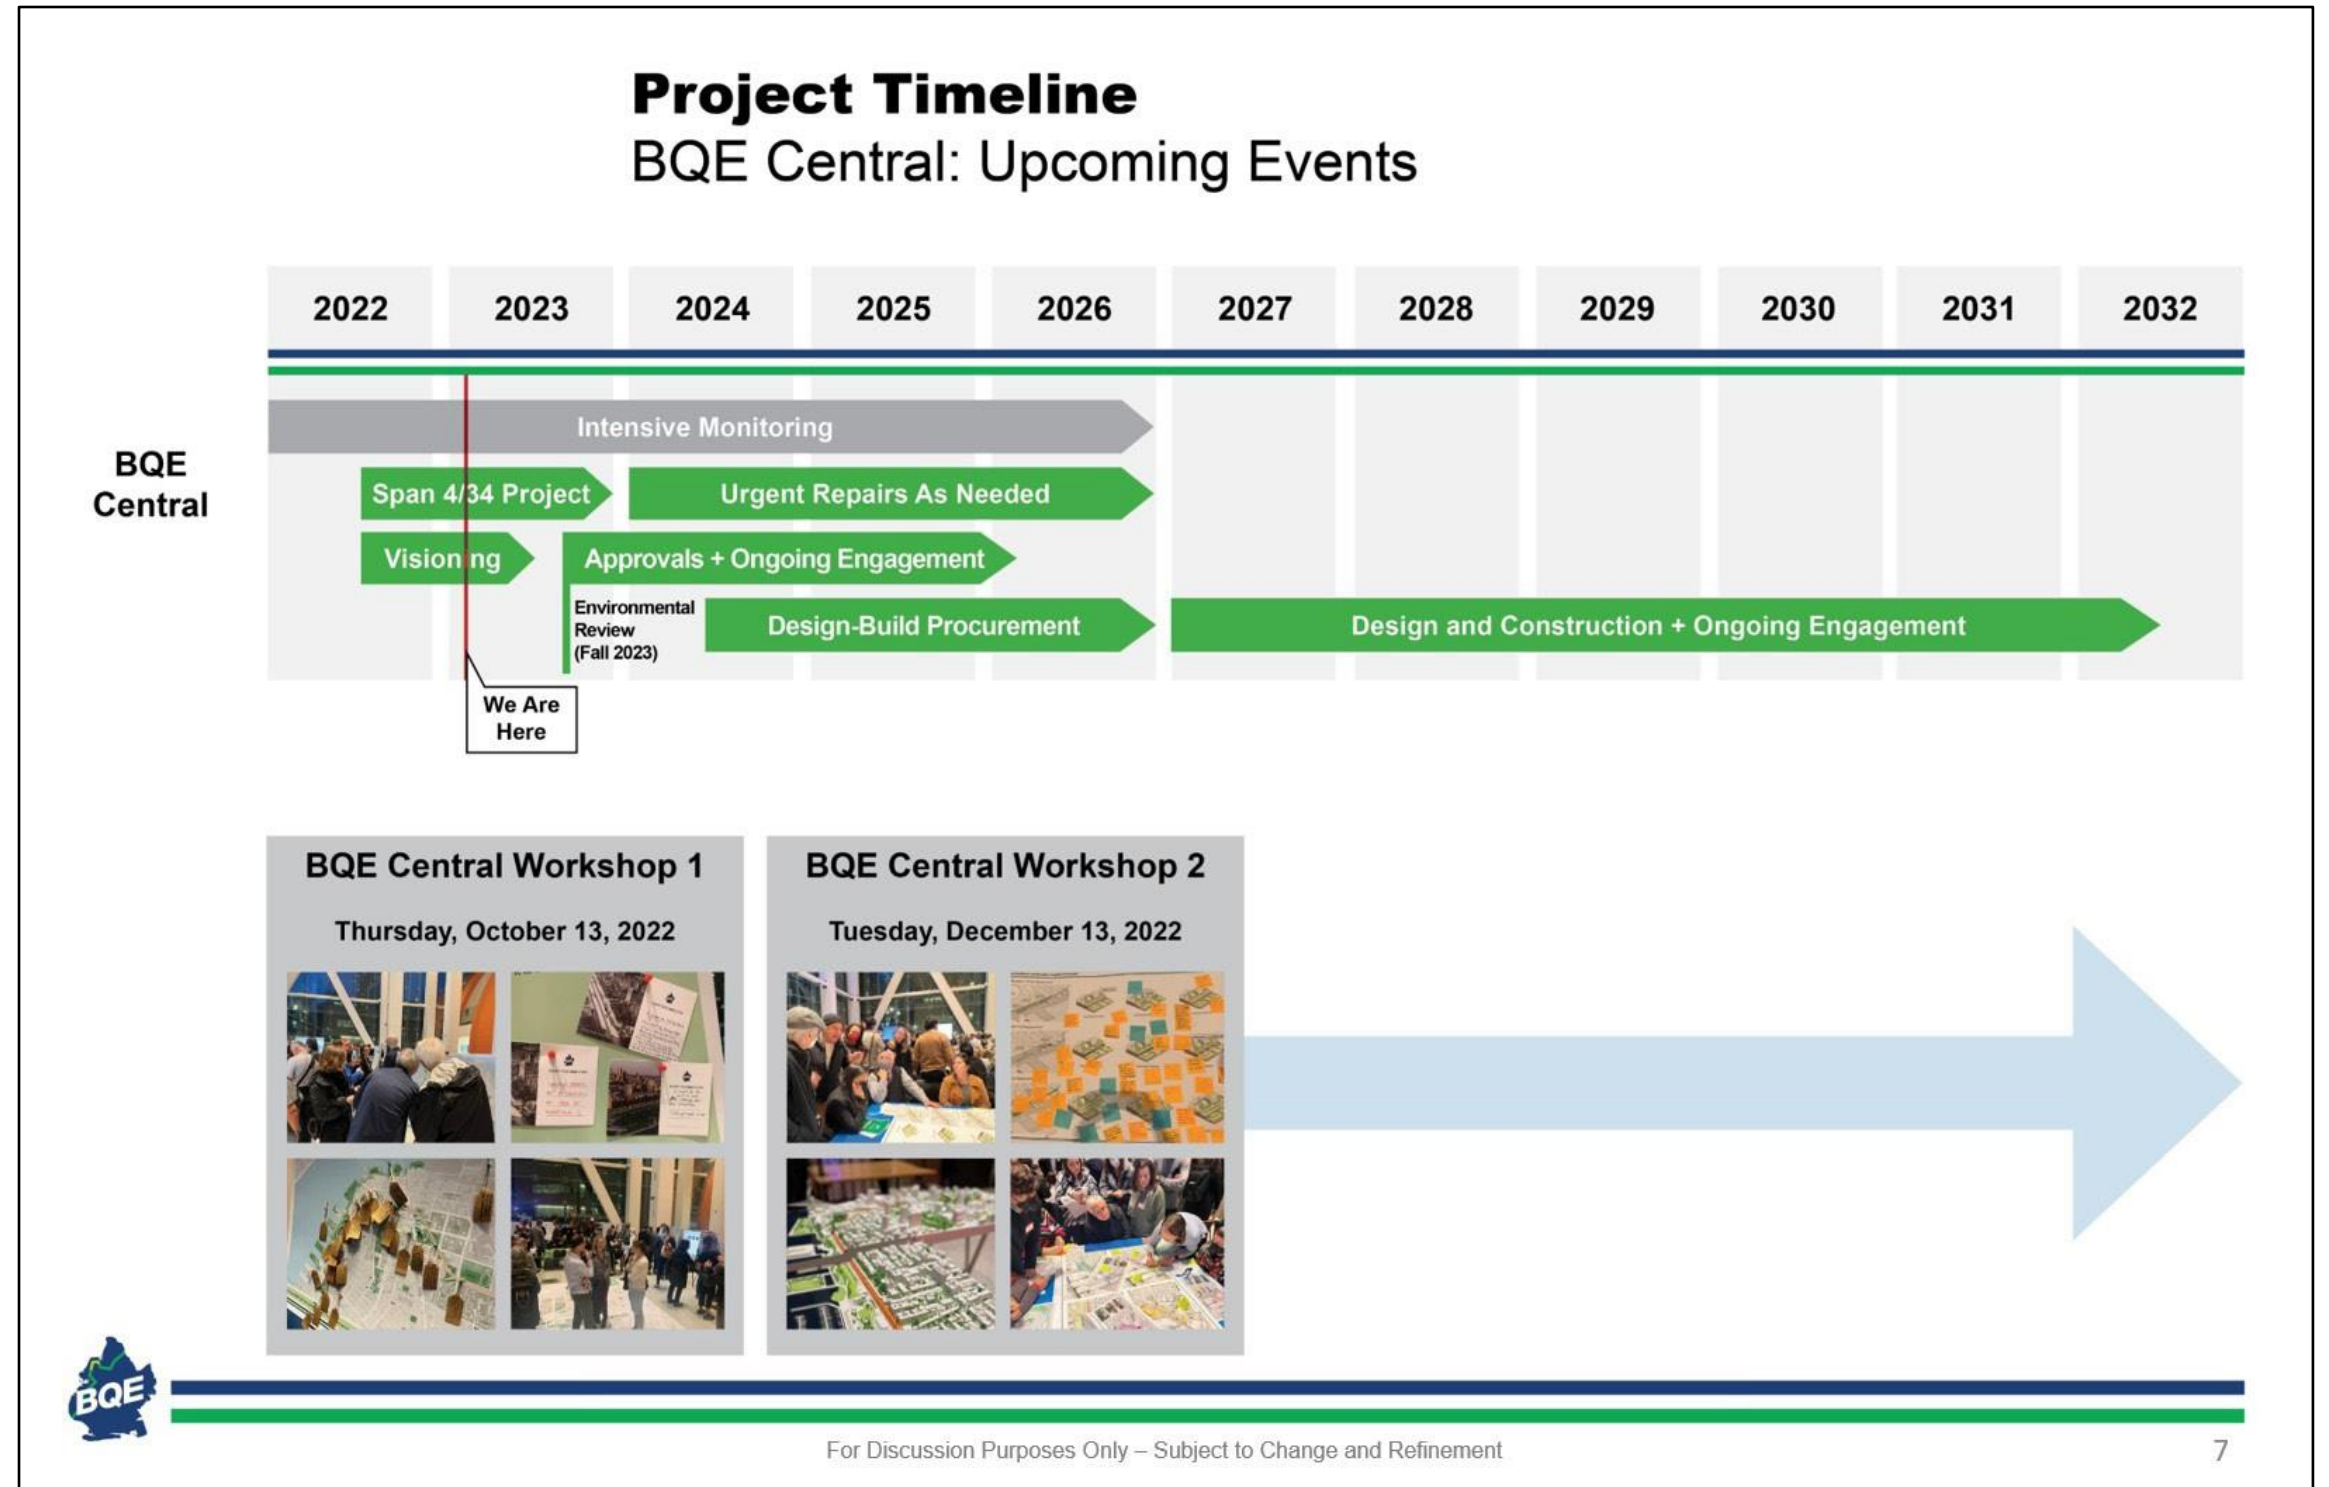 Project Timeline
BQE Central: Upcoming Events
2022 2023 2024 2025 2026 2027 2028 2029 2030 2031 2032
BQE
Central
Intensive Monitoring
Span 4/34 Project
Urgent Repairs As Needed
Visioning
Approvals + Ongoing Engagement
Environmental
Review
(Fall 2023)
Design-Build Procurement
Design and Construction + Ongoing Engagement
We Are
Here
BQE Central Workshop 1
Thursday, October 13, 2022
BQE Central Workshop 2
Tuesday, December 13, 2022
BQE
For Discussion Purposes Only – Subject to Change and Refinement
7